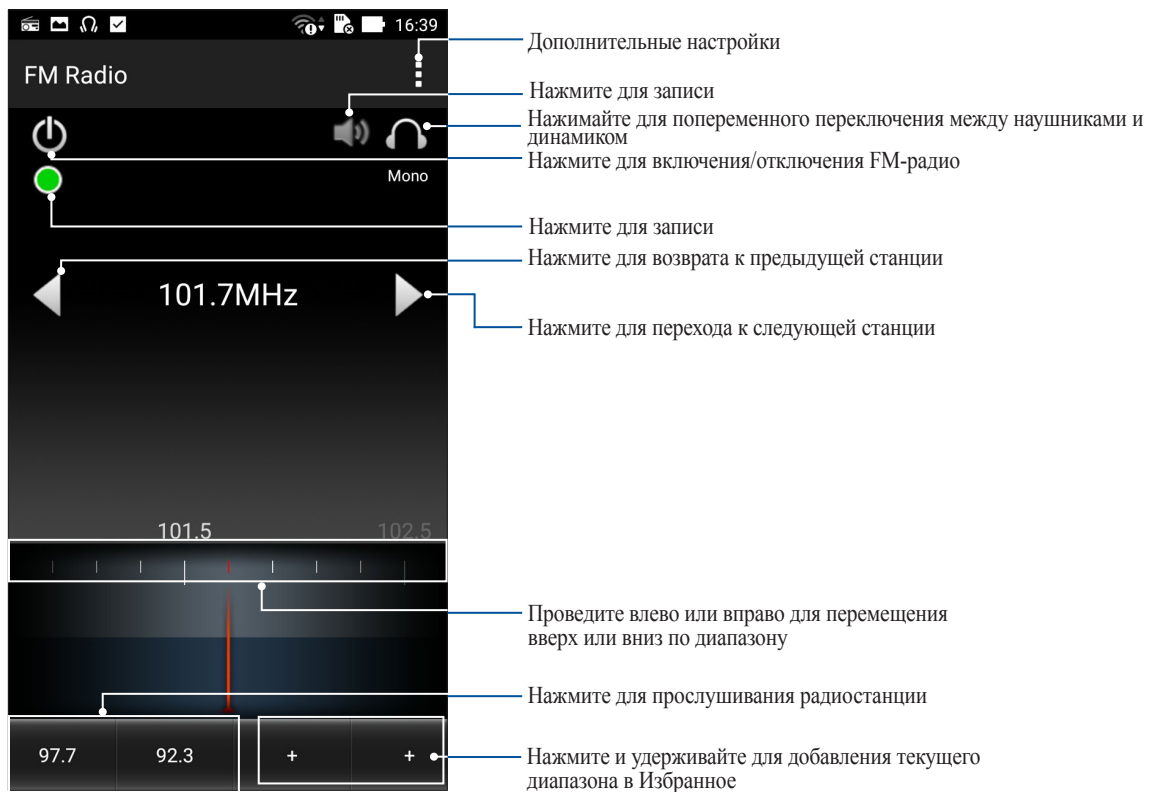 16:39
Дополнительные настройки
FM Radio
Нажмите для записи
Нажимайте для попеременного переключения между наушниками и
динамиком
Нажмите для включения/отключения FM-радио
Mono
Нажмите для записи
Нажмите для возврата к предыдущей станции
101.7MHz
Нажмите для перехода к следующей станции
101.5 102.5
Проведите влево или вправо для перемещения
вверх или вниз по диапазону
Нажмите для прослушивания радиостанции
97.7 92.3 + +
Нажмите и удерживайте для добавления текущего
диапазона в Избранное